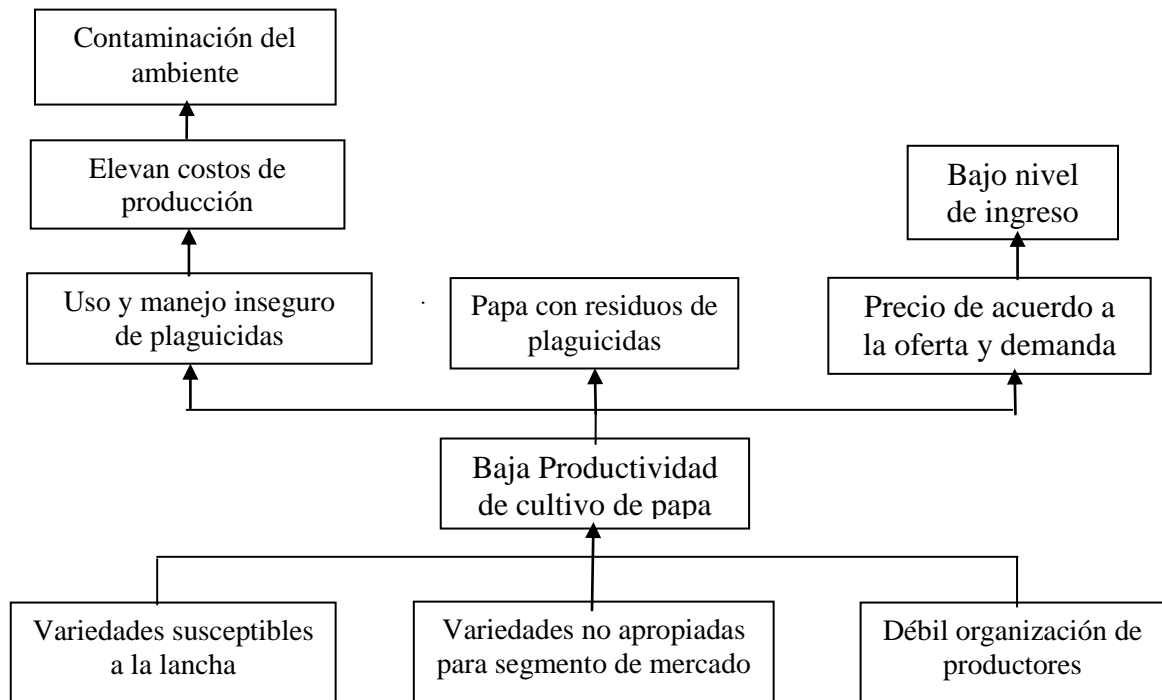 Contaminación del
ambiente
Elevan costos de
producción
Bajo nivel
de ingreso
Uso y manejo inseguro
de plaguicidas
Papa con residuos de
plaguicidas
Precio de acuerdo a
la oferta y demanda
Baja Productividad
de cultivo de papa
Variedades susceptibles
a la lancha
Variedades no apropiadas
para segmento de mercado
Débil organización de
productores